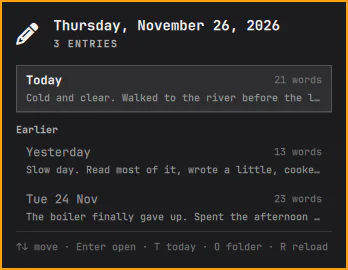 Thursday, November 26, 2026
3 ENTRIES
Today 21 words
Cold and clear. Walked to the river before the l…
Earlier
Yesterday 13 words
Slow day. Read most of it, wrote a little, cooke…
Tue 24 Nov 23 words
The boiler finally gave up. Spent the afternoon …
↑↓ move · Enter open · T today · O folder · R reload